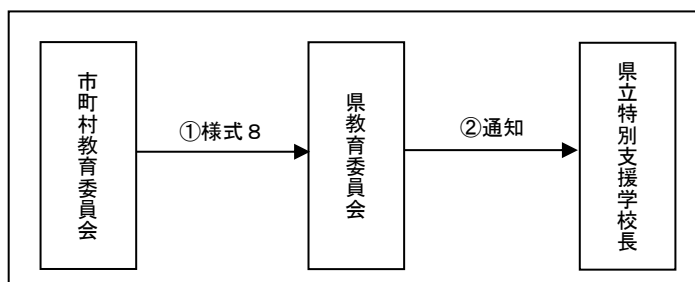 市町村教育委員会
①様式８
県教育委員会
②通知
県立特別支援学校長